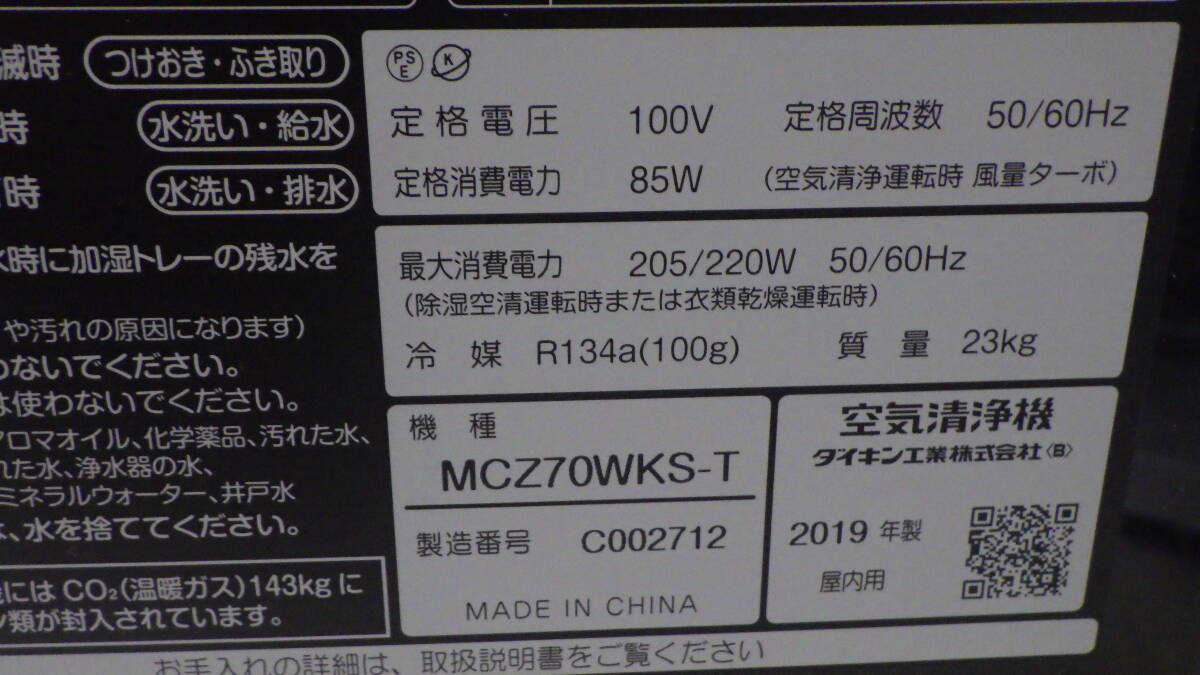 滅時 つけおき・ふき取り
時 水洗い・給水
時 水洗い・排水
時に加湿トレーの残水を
や汚れの原因になります)
わないでください。
は使わないでください。
アロマオイル、化学薬品、汚れた水、
れた水、浄水器の水、
ミネラルウォーター、井戸水
は、水を捨ててください。
には CO₂(温暖ガス)143kg に
ン類が封入されています。
PS
E
K
定格電圧 100V 定格周波数 50/60Hz
定格消費電力 85W (空気清浄運転時 風量ターボ)
最大消費電力 205/220W 50/60Hz
(除湿空清運転時または衣類乾燥運転時)
冷媒 R134a(100g) 質量 23kg
機種
MCZ70WKS-T
製造番号 C002712
MADE IN CHINA
空気清浄機
ダイキン工業株式会社〈B〉
2019 年製
屋内用
お手入れの詳細は、取扱説明書をご覧ください